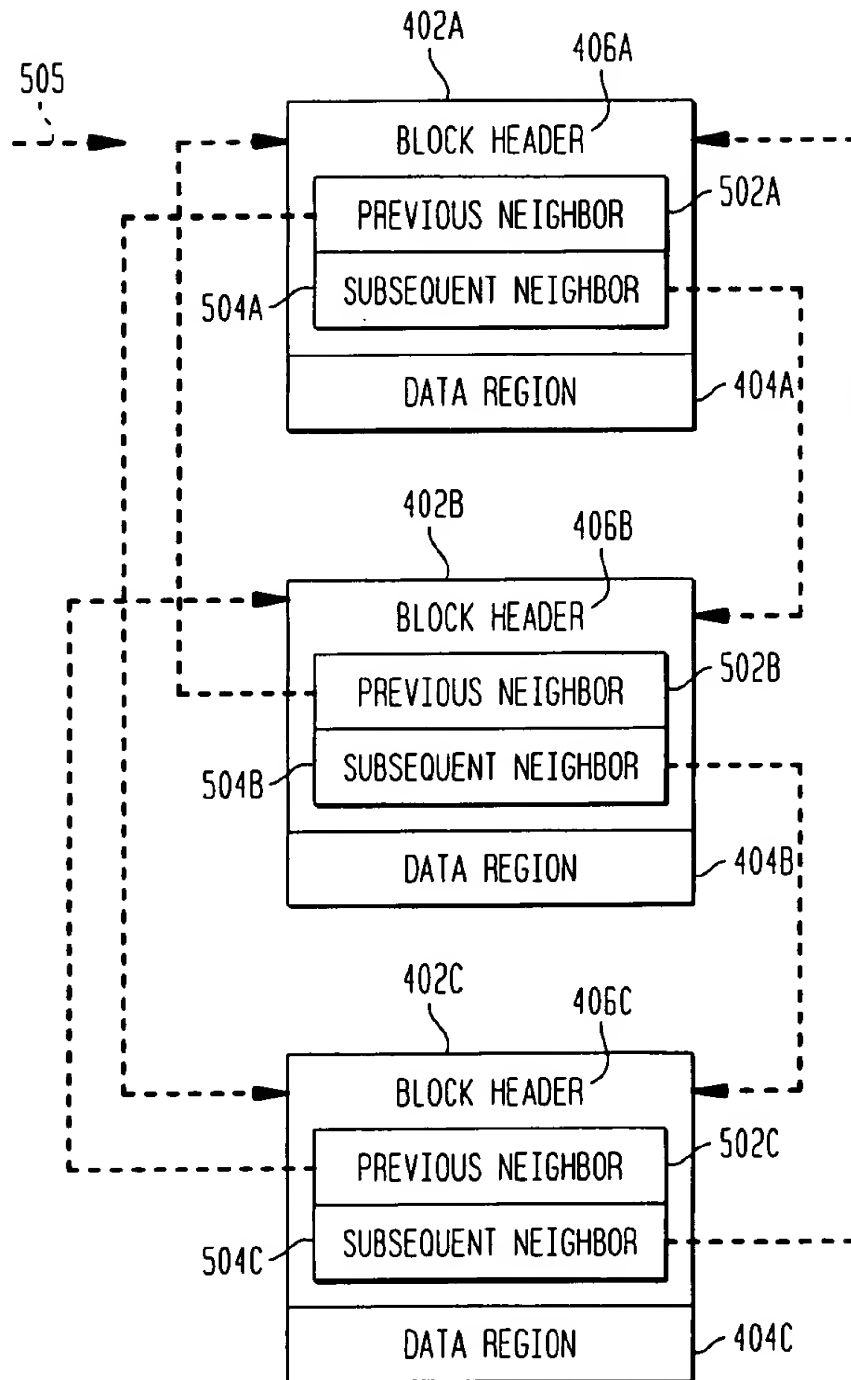 402A
406A
505
BLOCK HEADER
502A
PREVIOUS NEIGHBOR
504A
SUBSEQUENT NEIGHBOR
DATA REGION
404A
402B
406B
BLOCK HEADER
502B
PREVIOUS NEIGHBOR
504B
SUBSEQUENT NEIGHBOR
DATA REGION
404B
402C
406C
BLOCK HEADER
502C
PREVIOUS NEIGHBOR
504C
SUBSEQUENT NEIGHBOR
DATA REGION
404C